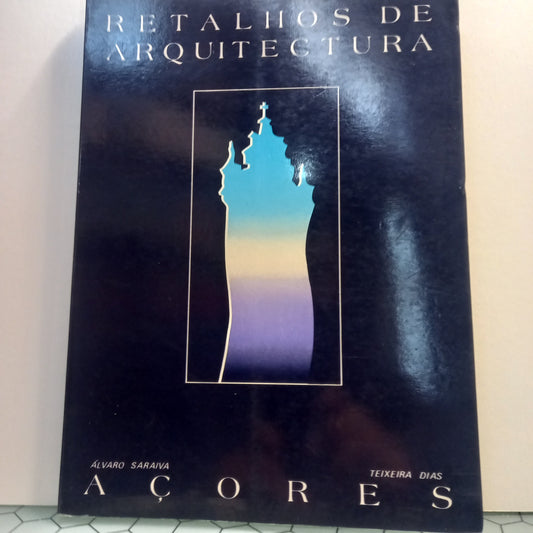 RETALHOS DE
ARQUITECTURA
ÁLVARO SARAIVA
TEIXEIRA DIAS
AÇORES